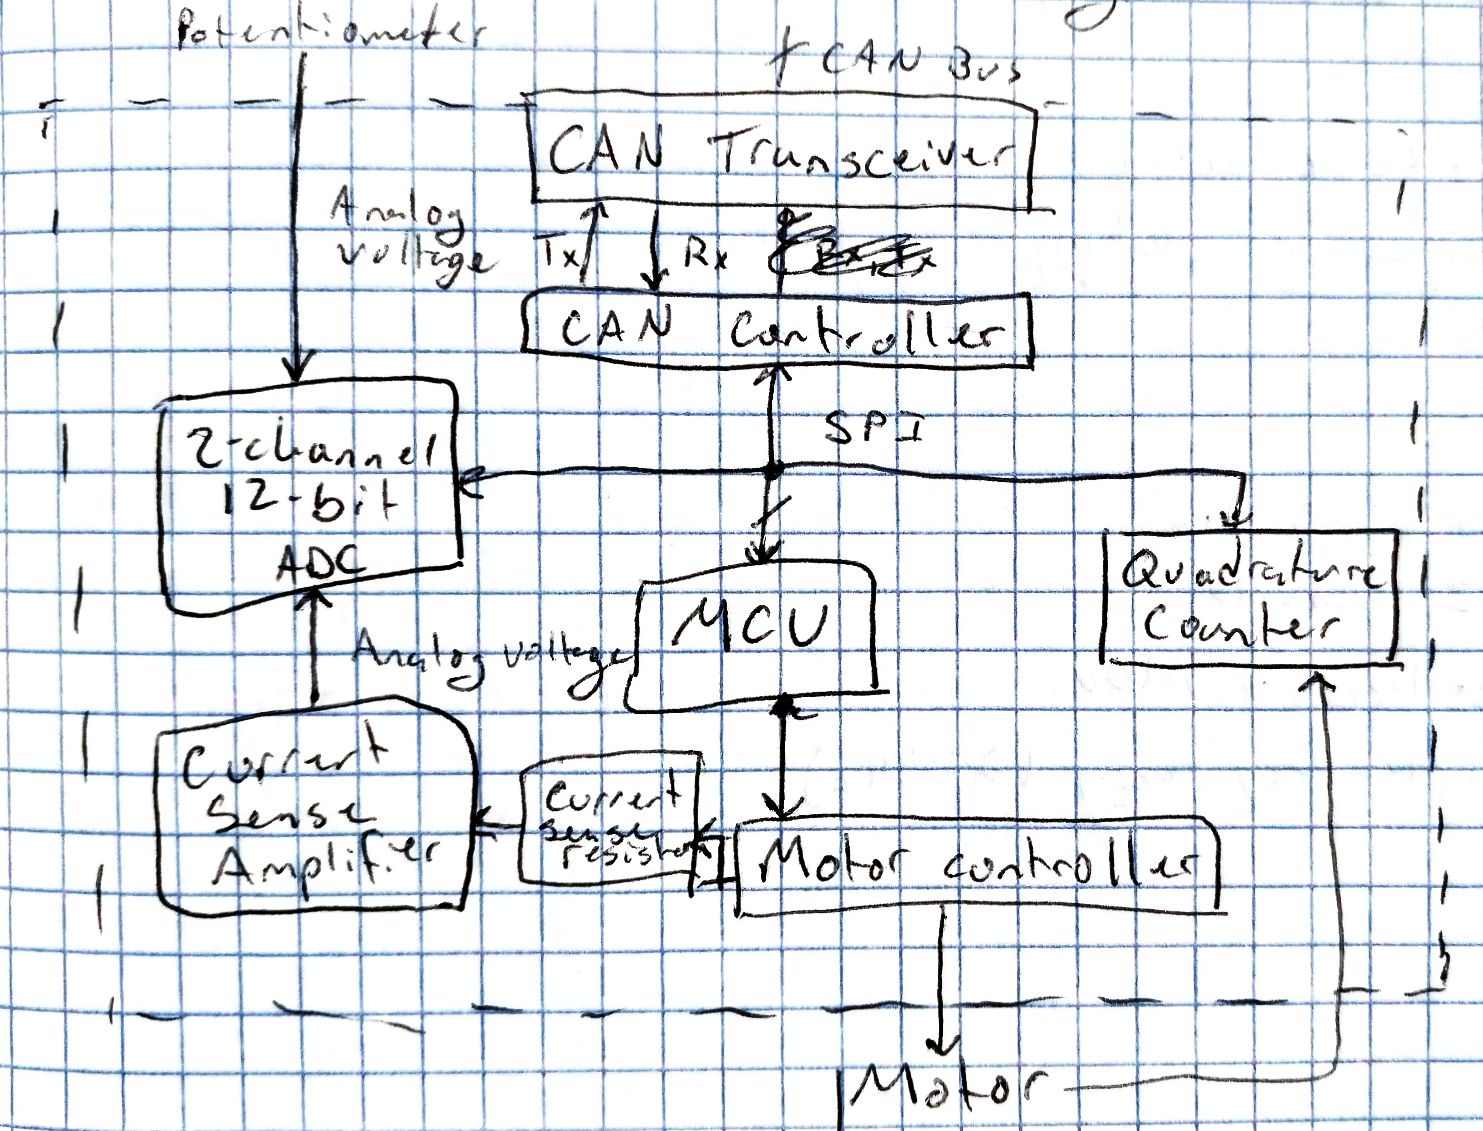 Potentiometer
CAN Bus
CAN Transceiver
Analog
voltage
Tx
Rx
CAN Controller
SPI
2-channel
12-bit
ADC
Quadrature
Counter
MCU
Analog voltage
Current
Sense
Amplifier
Current
sense
resistor
Motor controller
Motor